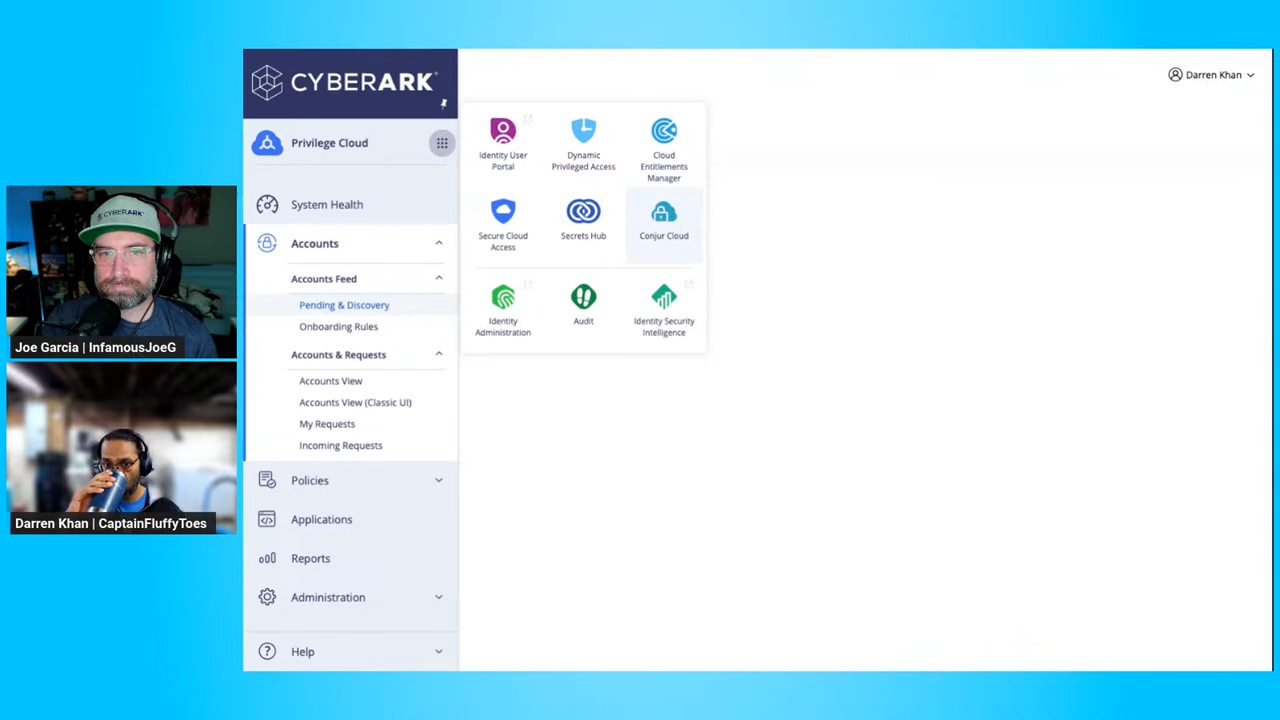 CYBERARK®
Darren Khan
Privilege Cloud
System Health
Accounts
Accounts Feed
Pending & Discovery
Onboarding Rules
Accounts & Requests
Accounts View
Accounts View (Classic UI)
My Requests
Incoming Requests
Policies
Applications
Reports
Administration
Help
Identity User
Portal
Dynamic
Privileged Access
Cloud
Entitlements
Manager
Secure Cloud
Access
Secrets Hub
Conjur Cloud
Identity
Administration
Audit
Identity Security
Intelligence
CYBERARK
Joe Garcia | InfamousJoeG
Darren Khan | CaptainFluffyToes